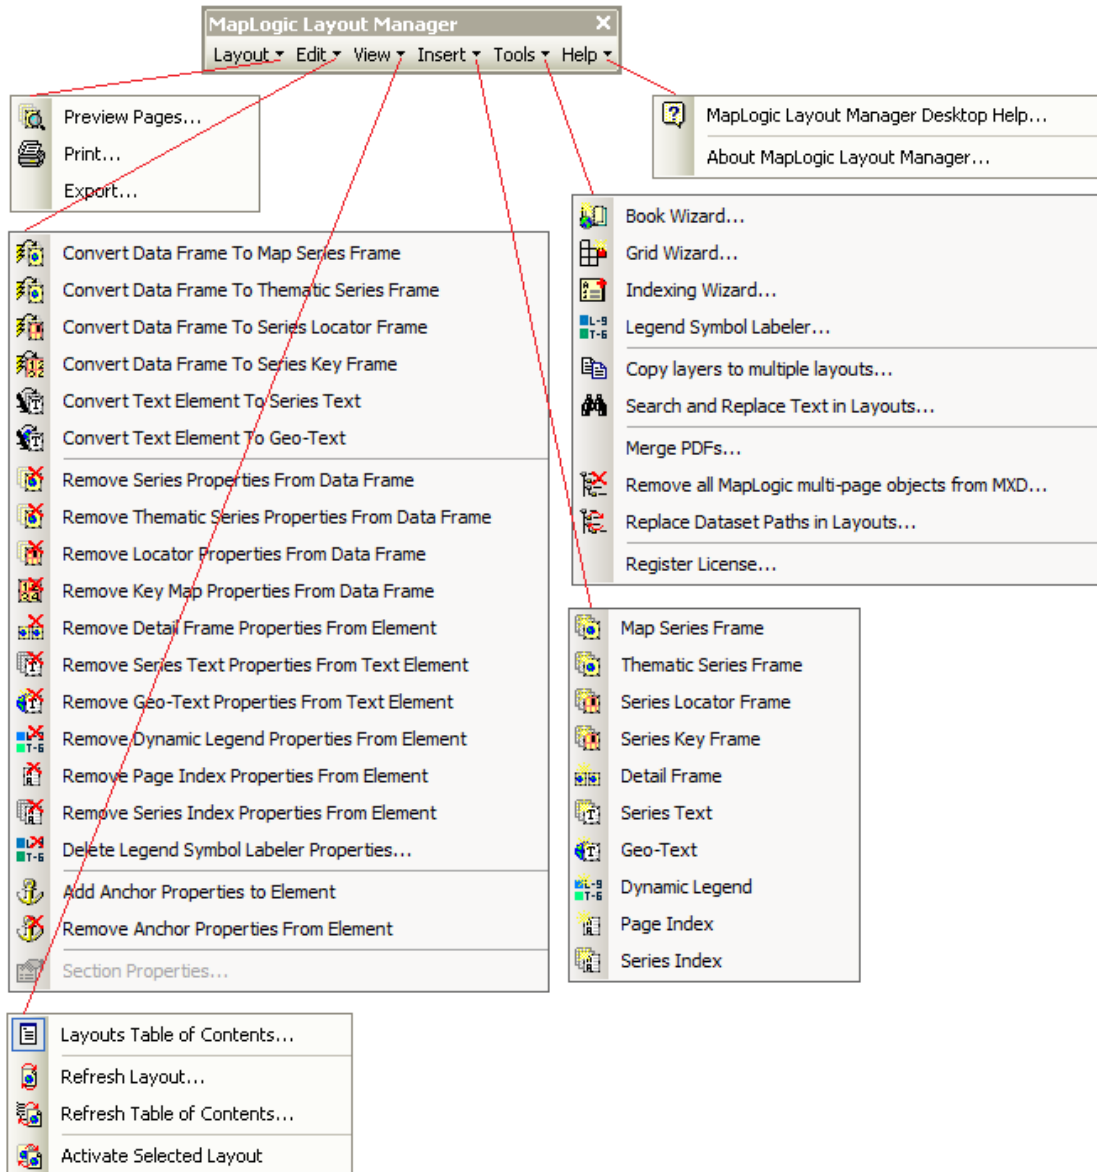 MapLogic Layout Manager
Layout Edit View Insert Tools Help
Preview Pages...
Print...
Export...
MapLogic Layout Manager Desktop Help...
About MapLogic Layout Manager...
Convert Data Frame To Map Series Frame
Convert Data Frame To Thematic Series Frame
Convert Data Frame To Series Locator Frame
Convert Data Frame To Series Key Frame
Convert Text Element To Series Text
Convert Text Element To Geo-Text
Remove Series Properties From Data Frame
Remove Thematic Series Properties From Data Frame
Remove Locator Properties From Data Frame
Remove Key Map Properties From Data Frame
Remove Detail Frame Properties From Element
Remove Series Text Properties From Text Element
Remove Geo-Text Properties From Text Element
Remove Dynamic Legend Properties From Element
Remove Page Index Properties From Element
Remove Series Index Properties From Element
Delete Legend Symbol Labeler Properties...
Add Anchor Properties to Element
Remove Anchor Properties From Element
Section Properties...
Book Wizard...
Grid Wizard...
Indexing Wizard...
Legend Symbol Labeler...
Copy layers to multiple layouts...
Search and Replace Text in Layouts...
Merge PDFs...
Remove all MapLogic multi-page objects from MXD...
Replace Dataset Paths in Layouts...
Register License...
Map Series Frame
Thematic Series Frame
Series Locator Frame
Series Key Frame
Detail Frame
Series Text
Geo-Text
Dynamic Legend
Page Index
Series Index
Layouts Table of Contents...
Refresh Layout...
Refresh Table of Contents...
Activate Selected Layout